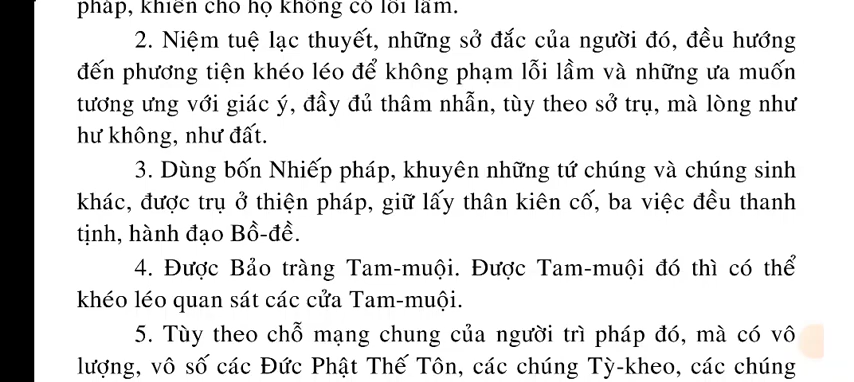 pháp, khiến cho họ không có lỗi lầm.
2. Niệm tuệ lạc thuyết, những sở đắc của người đó, đều hướng
đến phương tiện khéo léo để không phạm lỗi lầm và những ưa muốn
tương ưng với giác ý, đầy đủ thâm nhẫn, tùy theo sở trụ, mà lòng như
hư không, như đất.
3. Dùng bốn Nhiếp pháp, khuyên những tứ chúng và chúng sinh
khác, được trụ ở thiện pháp, giữ lấy thân kiên cố, ba việc đều thanh
tịnh, hành đạo Bồ-đề.
4. Được Bảo tràng Tam-muội. Được Tam-muội đó thì có thể
khéo léo quan sát các cửa Tam-muội.
5. Tùy theo chỗ mạng chung của người trì pháp đó, mà có vô
lượng, vô số các Đức Phật Thế Tôn, các chúng Tỳ-kheo, các chúng